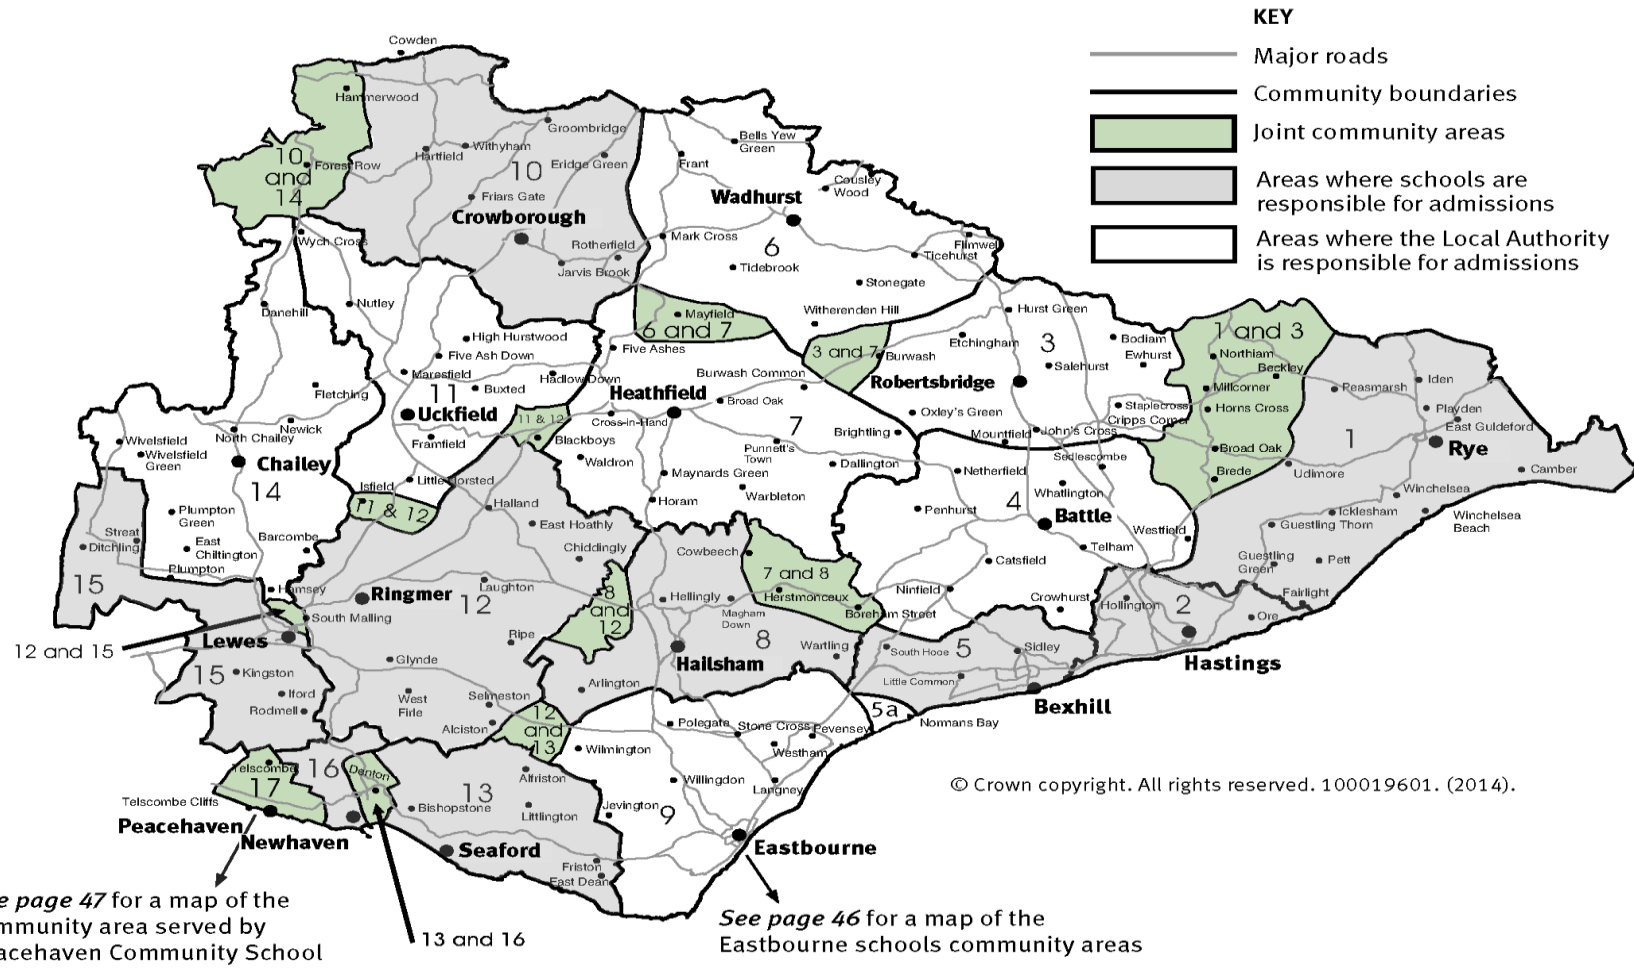 KEY
Major roads
Community boundaries
Joint community areas
Areas where schools are
responsible for admissions
Areas where the Local Authority
is responsible for admissions
Cowden
Hammerwood
Groombridge
Withyham
Hartfield
Eridge Green
10
and
14
Forest Row
10
Friars Gate
Crowborough
Rotherfield
Jarvis Brook
Wych Cross
Bells Yew
Green
Frant
Cousley
Wood
Wadhurst
Mark Cross
6
Flimwell
Ticehurst
Tidebrook
Stonegate
Witherenden Hill
Mayfield
6 and 7
Danehill
Nutley
High Hurstwood
Five Ash Down
Five Ashes
Maresfield
11
Buxted
Hadlow Down
Uckfield
Fletching
Framfield
11 & 12
Blackboys
3 and 7
Burwash
Burwash Common
Heathfield
Broad Oak
Cross-in-Hand
7
Punnett's
Town
Brightling
Dallington
Waldron
Maynards Green
Warbleton
Horam
Hurst Green
Etchingham
3
Salehurst
Bodiam
Ewhurst
Robertsbridge
Oxley's Green
Staplecross
Cripps Corner
Mountfield
John's Cross
1 and 3
Northiam
Beckley
Millcorner
Horns Cross
Broad Oak
Brede
Peasmarsh
Iden
Playden
East Guldeford
1
Rye
Camber
Udimore
Winchelsea
Icklesham
Winchelsea
Beach
Guestling Thorn
Guestling
Green
Pett
Fairlight
Sedlescombe
Netherfield
Whatlington
4
Battle
Penhurst
Westfield
Telham
Catsfield
Ninfield
Crowhurst
Wivelsfield
Wivelsfield
Green
North Chailey
Newick
Chailey
14
Isfield
Little Horsted
11 & 12
Halland
East Hoathly
Chiddingly
Plumpton
Green
Streat
Ditchling
East
Chiltington
Barcombe
Plumpton
15
Hamsey
Ringmer
12
Laughton
South Malling
Lewes
12 and 15
8
and
12
Ripe
Cowbeech
7 and 8
Herstmonceux
Boreham Street
Hellingly
Magham
Down
8
Wartling
Hailsham
Arlington
Hollington
2
Ore
Hastings
South Hooe
5
Sidley
Little Common
Bexhill
5a
Normans Bay
15
Kingston
Iford
Rodmell
Glynde
West
Firle
Selmeston
Alciston
12
and
13
Wilmington
Polegate
Stone Cross
Pevensey
Westham
Willingdon
Langney
Jevington
9
Eastbourne
Telscombe
17
16
Denton
Telscombe Cliffs
Peacehaven
Newhaven
13
Alfriston
Bishopstone
Littlington
Seaford
Friston
East Dean
13 and 16
© Crown copyright. All rights reserved. 100019601. (2014).
e page 47 for a map of the
mmunity area served by
acehaven Community School
See page 46 for a map of the
Eastbourne schools community areas